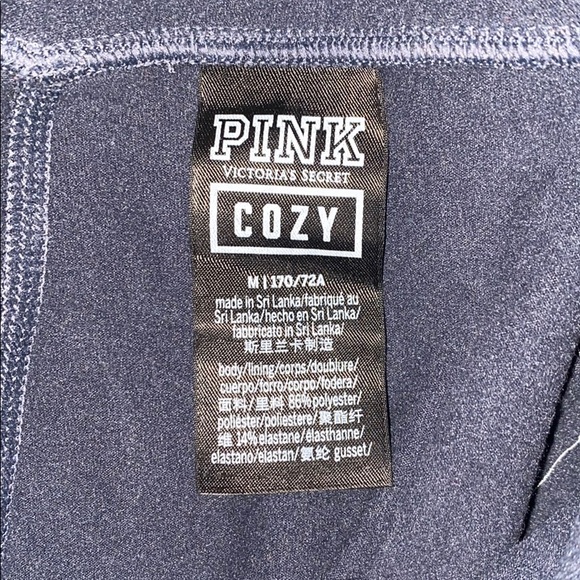 PINK
VICTORIA'S SECRET
COZY
M | 170/72A
made in Sri Lanka/fabriqué au
Sri Lanka/hecho en Sri Lanka/
fabbricato in Sri Lanka/
斯里兰卡制造
body/lining/corps/doublure/
cuerpo/forro/corpo/fodera/
面料/里料 86% polyester/
poliéster/poliestere/聚酯纤
维 14% elastane/élasthanne/
elastano/elastan/氨纶 gusset/